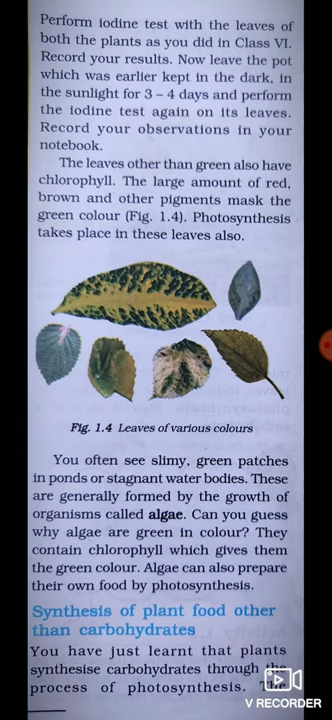 Perform iodine test with the leaves of
both the plants as you did in Class VI.
Record your results. Now leave the pot
which was earlier kept in the dark, in
the sunlight for 3 – 4 days and perform
the iodine test again on its leaves.
Record your observations in your
notebook.
The leaves other than green also have
chlorophyll. The large amount of red,
brown and other pigments mask the
green colour (Fig. 1.4). Photosynthesis
takes place in these leaves also.
Fig. 1.4 Leaves of various colours
You often see slimy, green patches
in ponds or stagnant water bodies. These
are generally formed by the growth of
organisms called algae. Can you guess
why algae are green in colour? They
contain chlorophyll which gives them
the green colour. Algae can also prepare
their own food by photosynthesis.
Synthesis of plant food other
than carbohydrates
You have just learnt that plants
synthesise carbohydrates through the
process of photosynthesis. The
V RECORDER